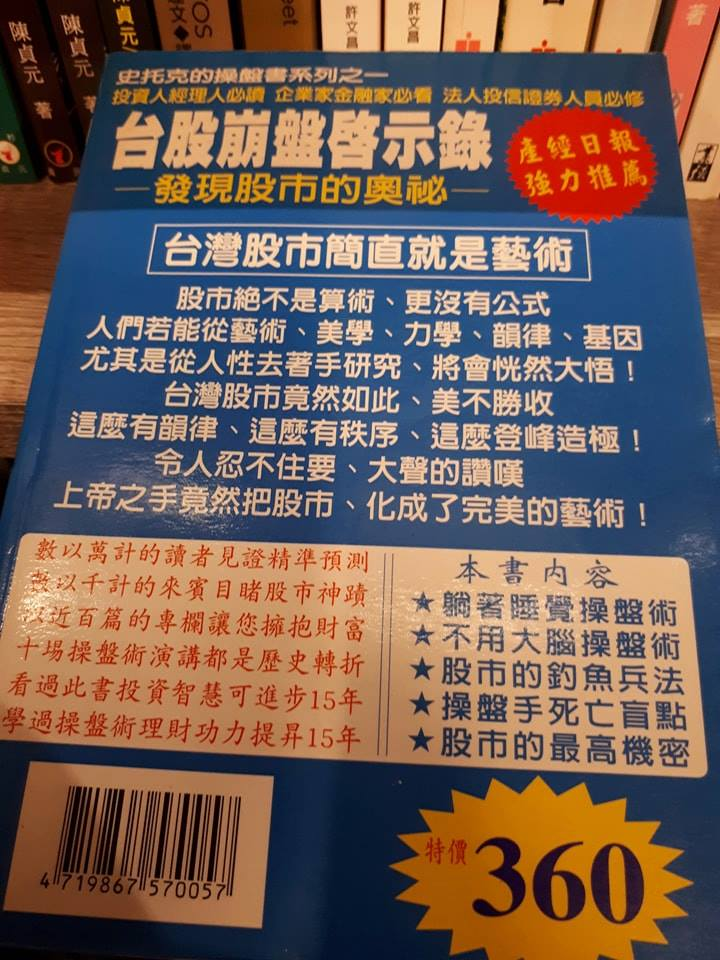 陳貞元 著
陳貞元 著
許文昌
許文昌
著
史托克的操盤書系列之一
投資人經理人必讀 企業家金融家必看 法人投信證券人員必修
台股崩盤啓示錄
產經日報
強力推薦
發現股市的奧祕
台灣股市簡直就是藝術
股市絕不是算術、更沒有公式
人們若能從藝術、美學、力學、韻律、基因
尤其是從人性去著手研究、將會恍然大悟！
台灣股市竟然如此、美不勝收
這麼有韻律、這麼有秩序、這麼登峰造極！
令人忍不住要、大聲的讚嘆
上帝之手竟然把股市、化成了完美的藝術！
數以萬計的讀者見證精準預測
數以千計的來賓目睹股市神蹟
以近百篇的專欄讓您擁抱財富
十場操盤術演講都是歷史轉折
看過此書投資智慧可進步15年
學過操盤術理財功力提昇15年
本書內容
★躺著睡覺操盤術
★不用大腦操盤術
★股市的釣魚兵法
★操盤手死亡盲點
★股市的最高機密
4 719867 570057
特價 360